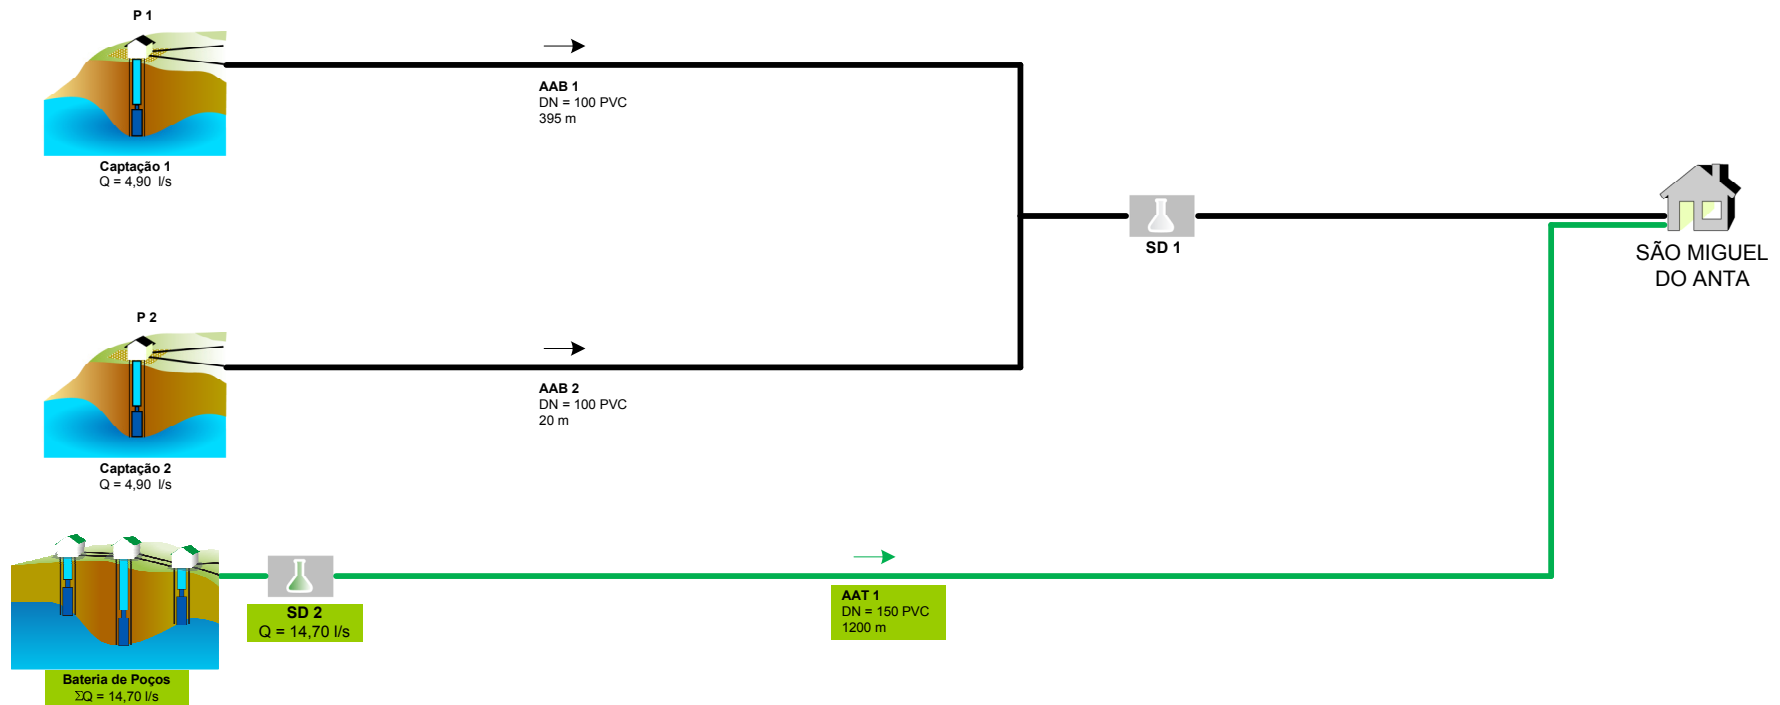 P 1
AAB 1
DN = 100 PVC
395 m
Captação 1
Q = 4,90 l/s
SD 1
SÃO MIGUEL
DO ANTA
P 2
AAB 2
DN = 100 PVC
20 m
Captação 2
Q = 4,90 l/s
SD 2
Q = 14,70 l/s
AAT 1
DN = 150 PVC
1200 m
Bateria de Poços
ΣQ = 14,70 l/s